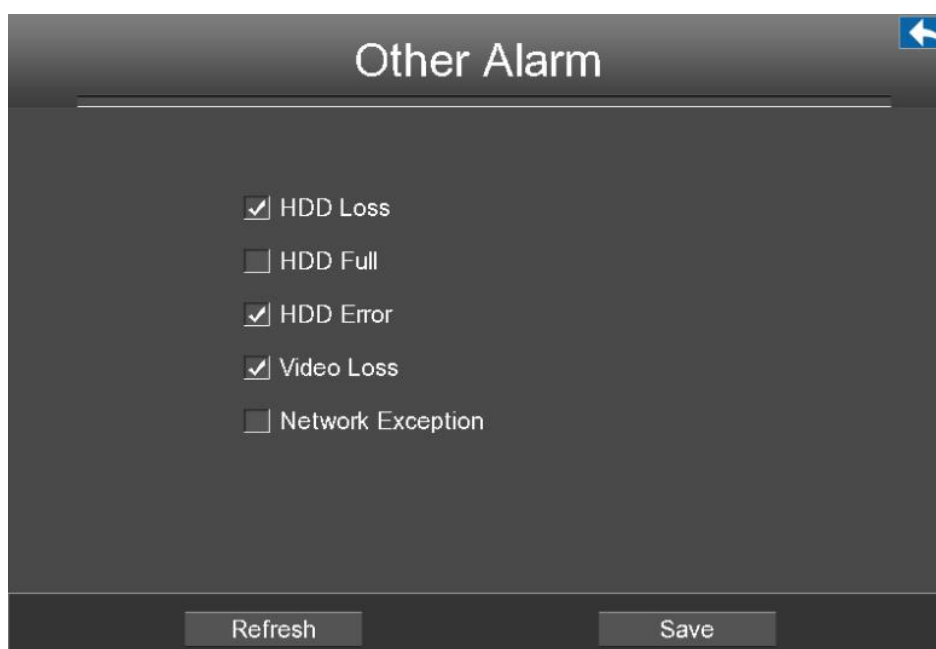 Other Alarm
HDD Loss
HDD Full
HDD Error
Video Loss
Network Exception
Refresh Save